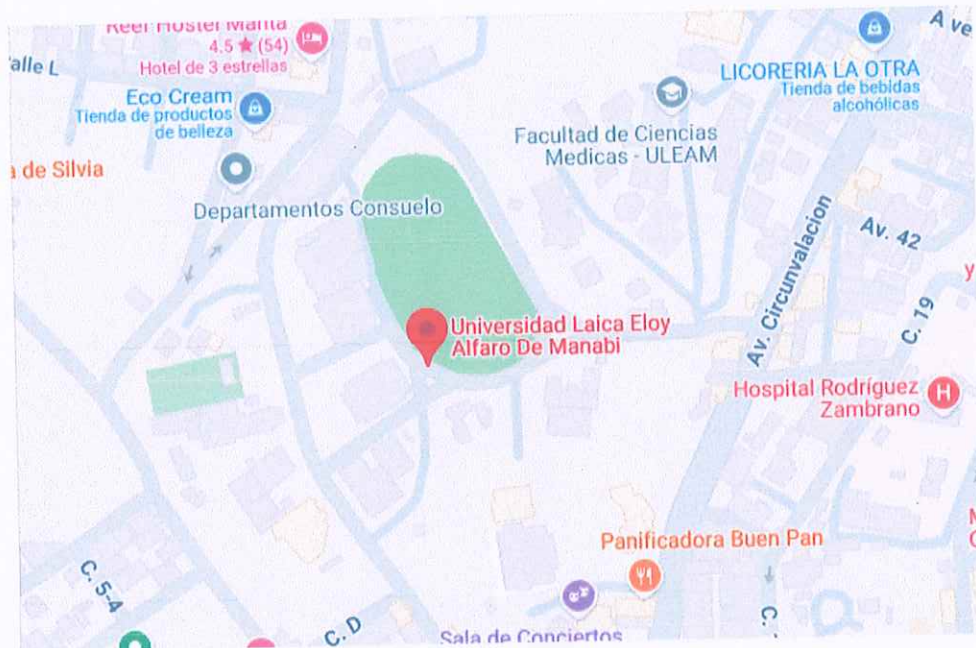 Reef Hostel Manta
4.5 ★ (54)
Hotel de 3 estrellas
alle L
Eco Cream
Tienda de productos
de belleza
a de Silvia
Departamentos Consuelo
Facultad de Ciencias
Medicas - ULEAM
LICORERIA LA OTRA
Tienda de bebidas
alcohólicas
A ve
Av. 42
Av. Circunvalacion
C. 19
y
Universidad Laica Eloy
Alfaro De Manabi
Hospital Rodríguez
Zambrano
H
Panificadora Buen Pan
C. 5-4
C. D
Sala de Conciertos
C.